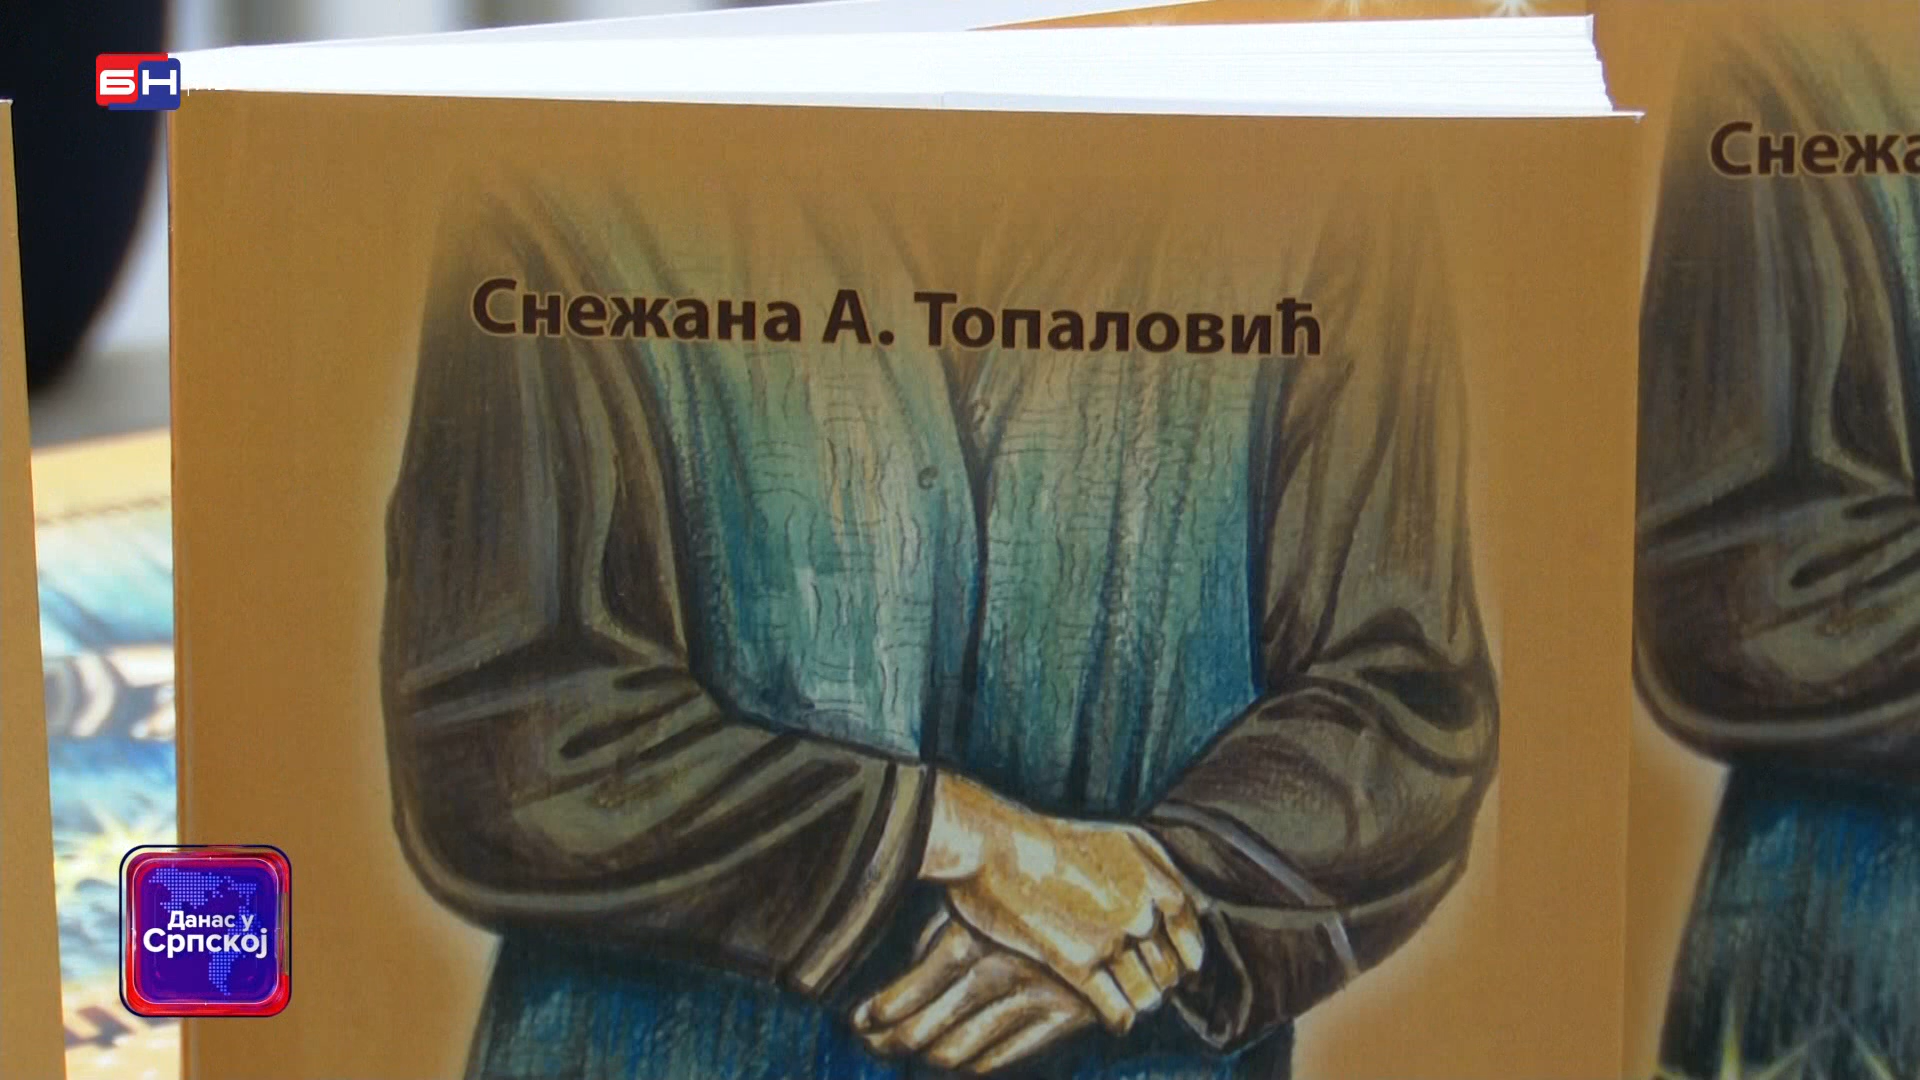 БН
Снежана А. Топаловић
Снежа
Данас у
Српској